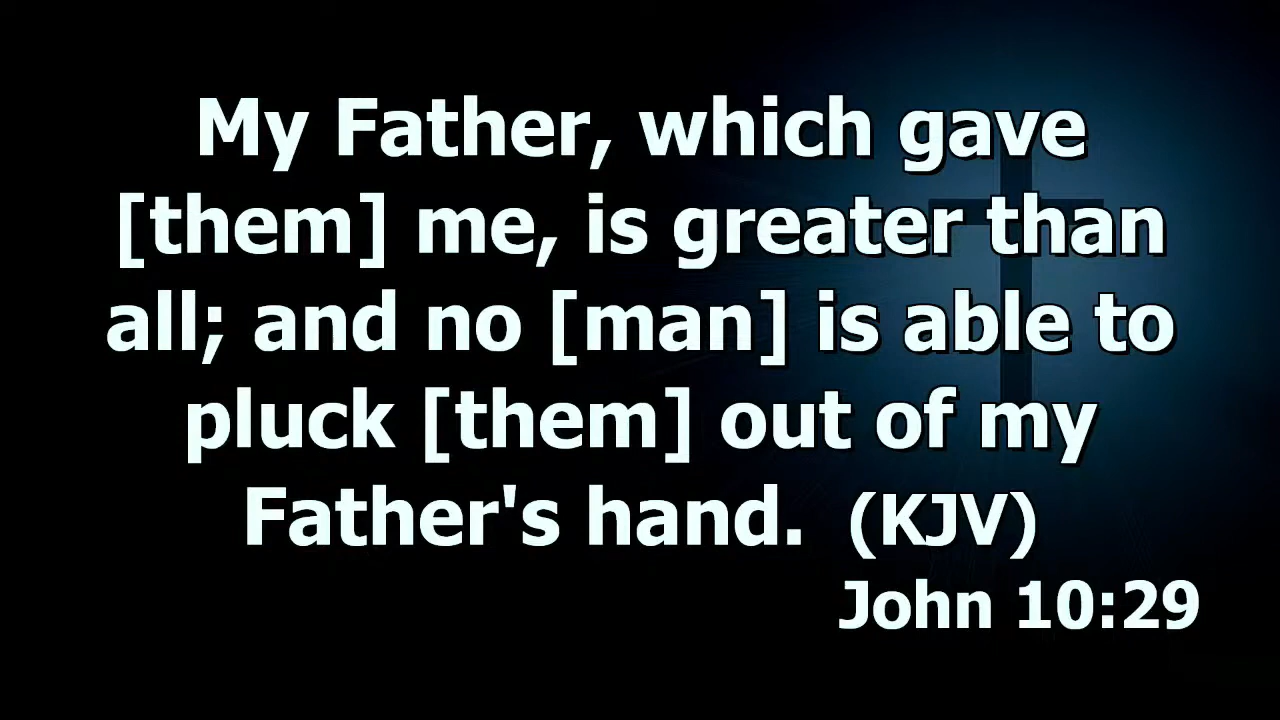 My Father, which gave
[them] me, is greater than
all; and no [man] is able to
pluck [them] out of my
Father's hand.  (KJV)
John 10:29